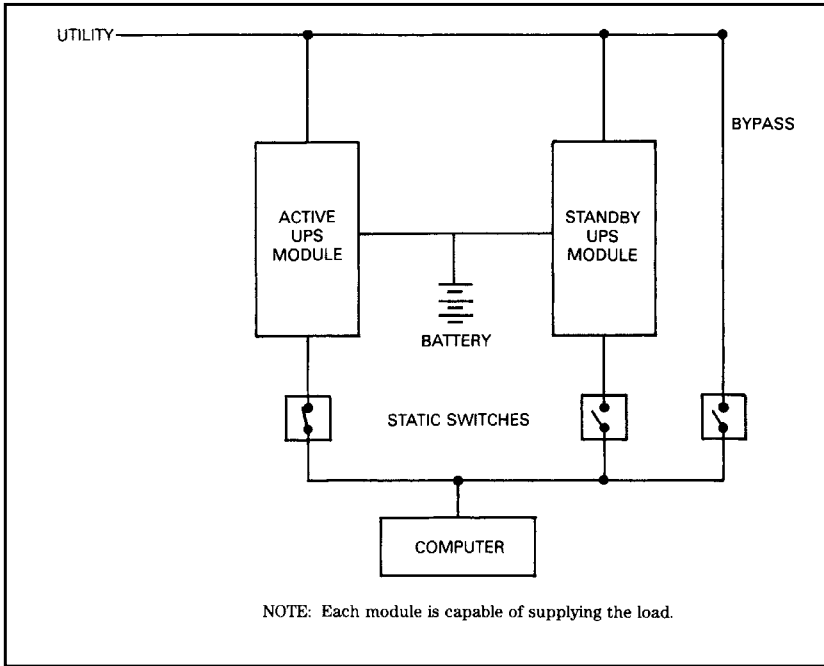 UTILITY
BYPASS
ACTIVE
UPS
MODULE
STANDBY
UPS
MODULE
BATTERY
STATIC SWITCHES
COMPUTER
NOTE: Each module is capable of supplying the load.